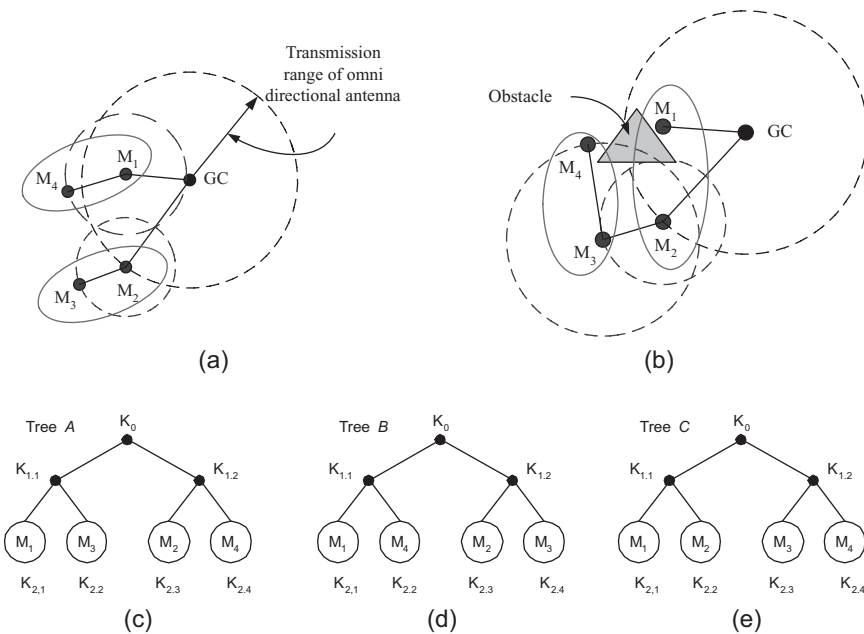 Transmission
range of omni
directional antenna
M1
M4
GC
M3
M2
(a)
Obstacle
M1
GC
M4
M2
M3
(b)
Tree A
K0
K1.1
K1.2
M1 M3 M2 M4
K2,1 K2.2 K2.3 K2.4
(c)
Tree B
K0
K1.1
K1.2
M1 M4 M2 M3
K2,1 K2.2 K2.3 K2.4
(d)
Tree C
K0
K1.1
K1.2
M1 M2 M3 M4
K2,1 K2.2 K2.3 K2.4
(e)